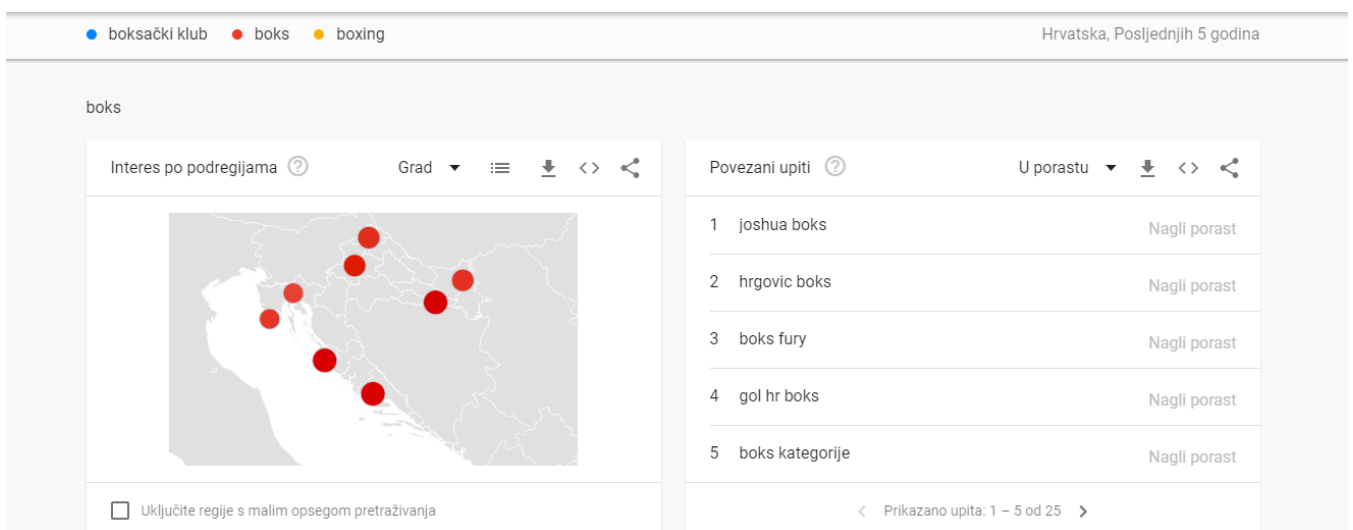 boksački klub boks boxing Hrvatska, Posljednjih 5 godina
boks
Interes po podregijama ? Grad
Povezani upiti ? U porastu
1 joshua boks Nagli porast
2 hrgovic boks Nagli porast
3 boks fury Nagli porast
4 gol hr boks Nagli porast
5 boks kategorije Nagli porast
Uključite regije s malim opsegom pretraživanja
Prikazano upita: 1 – 5 od 25